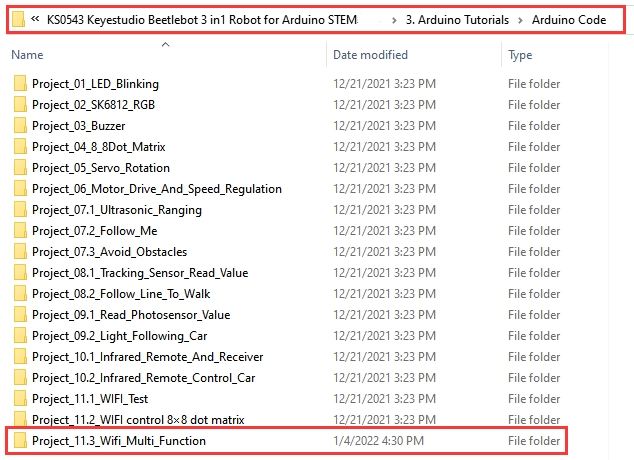 « KS0543 Keyestudio Beetlebot 3 in1 Robot for Arduino STEM › 3. Arduino Tutorials › Arduino Code
Name Date modified Type
Project_01_LED_Blinking 12/21/2021 3:23 PM File folder
Project_02_SK6812_RGB 12/21/2021 3:23 PM File folder
Project_03_Buzzer 12/21/2021 3:23 PM File folder
Project_04_8_8Dot_Matrix 12/21/2021 3:23 PM File folder
Project_05_Servo_Rotation 12/21/2021 3:23 PM File folder
Project_06_Motor_Drive_And_Speed_Regulation 12/21/2021 3:23 PM File folder
Project_07.1_Ultrasonic_Ranging 12/21/2021 3:23 PM File folder
Project_07.2_Follow_Me 12/21/2021 3:23 PM File folder
Project_07.3_Avoid_Obstacles 12/21/2021 3:23 PM File folder
Project_08.1_Tracking_Sensor_Read_Value 12/21/2021 3:23 PM File folder
Project_08.2_Follow_Line_To_Walk 12/21/2021 3:23 PM File folder
Project_09.1_Read_Photosensor_Value 12/21/2021 3:23 PM File folder
Project_09.2_Light_Following_Car 12/21/2021 3:23 PM File folder
Project_10.1_Infrared_Remote_And_Receiver 12/21/2021 3:23 PM File folder
Project_10.2_Infrared_Remote_Control_Car 12/21/2021 3:23 PM File folder
Project_11.1_WIFI_Test 12/21/2021 3:23 PM File folder
Project_11.2_WIFI control 8×8 dot matrix 12/21/2021 3:23 PM File folder
Project_11.3_Wifi_Multi_Function 1/4/2022 4:30 PM File folder